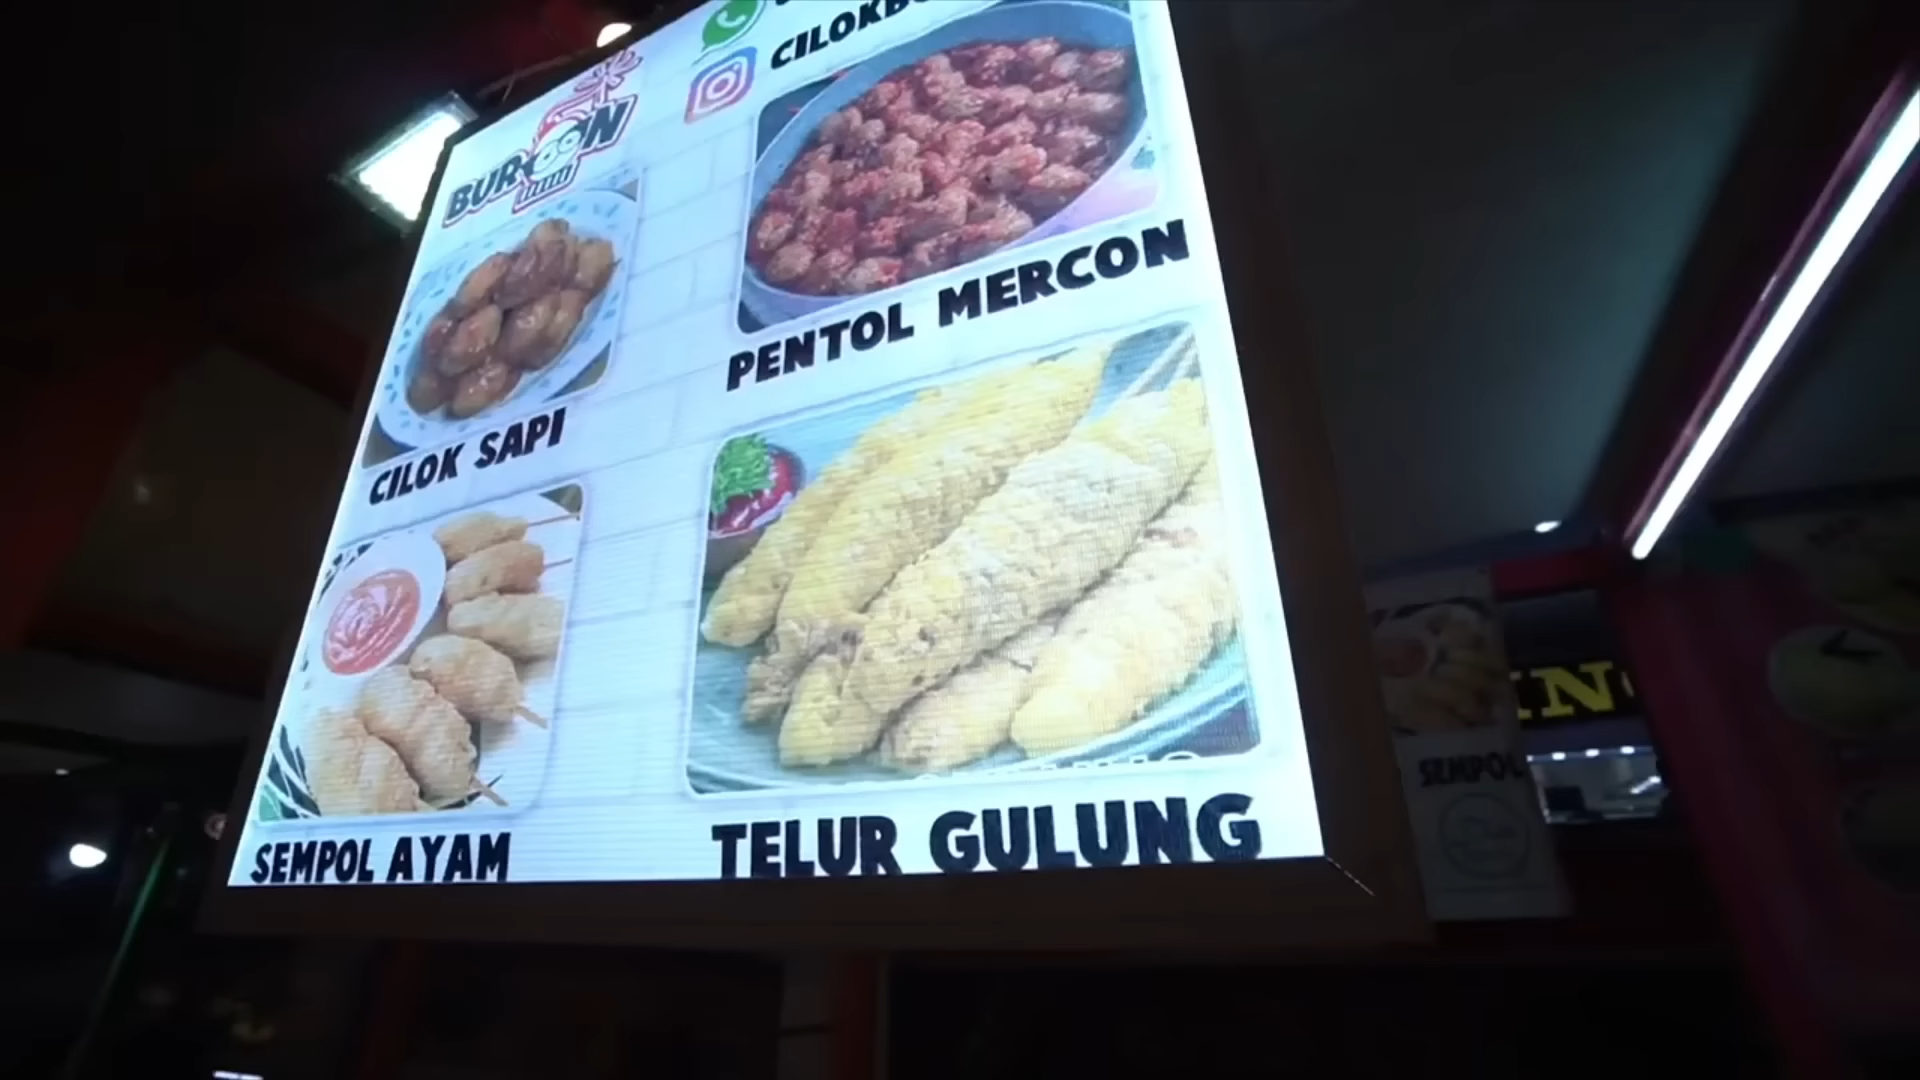 BUROON
CILOKB
PENTOL MERCON
CILOK SAPI
SEMPOL AYAM
TELUR GULUNG
SEMPOL